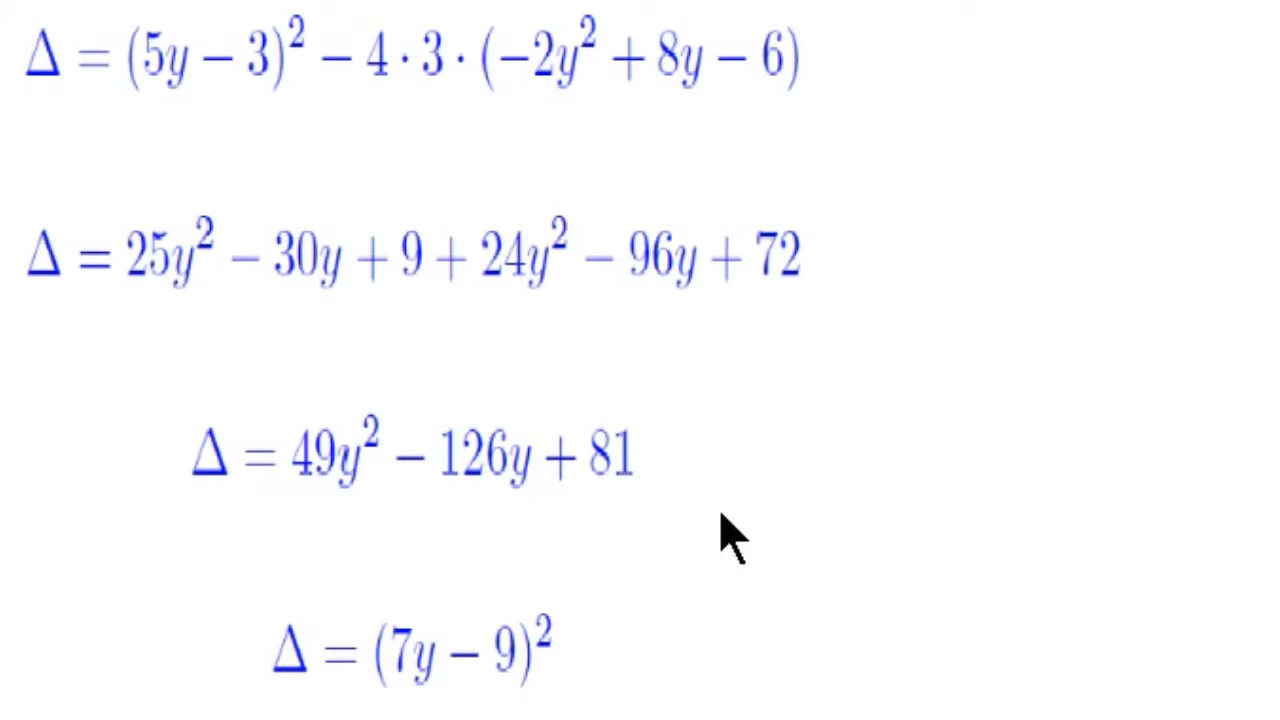 Δ = (5y − 3)² − 4 · 3 · (−2y² + 8y − 6)
Δ = 25y² − 30y + 9 + 24y² − 96y + 72
Δ = 49y² − 126y + 81
Δ = (7y − 9)²